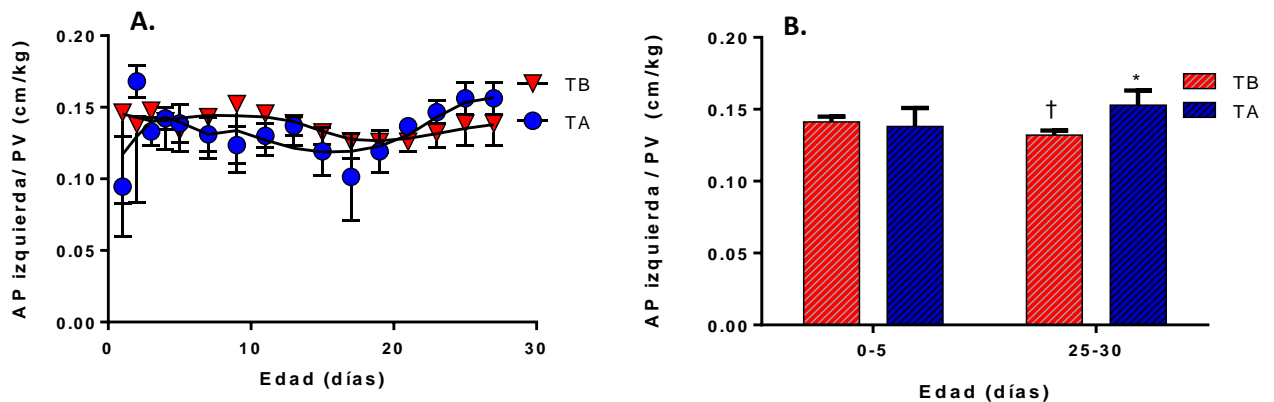 A.
AP izquierda/ PV (cm/kg)
0.20
0.15
0.10
0.05
0.00
0 10 20 30
Edad (días)
TB
TA
B.
AP izquierda / PV (cm/kg)
0.20
0.15
0.10
0.05
0.00
†
*
0-5 25-30
Edad (días)
TB
TA